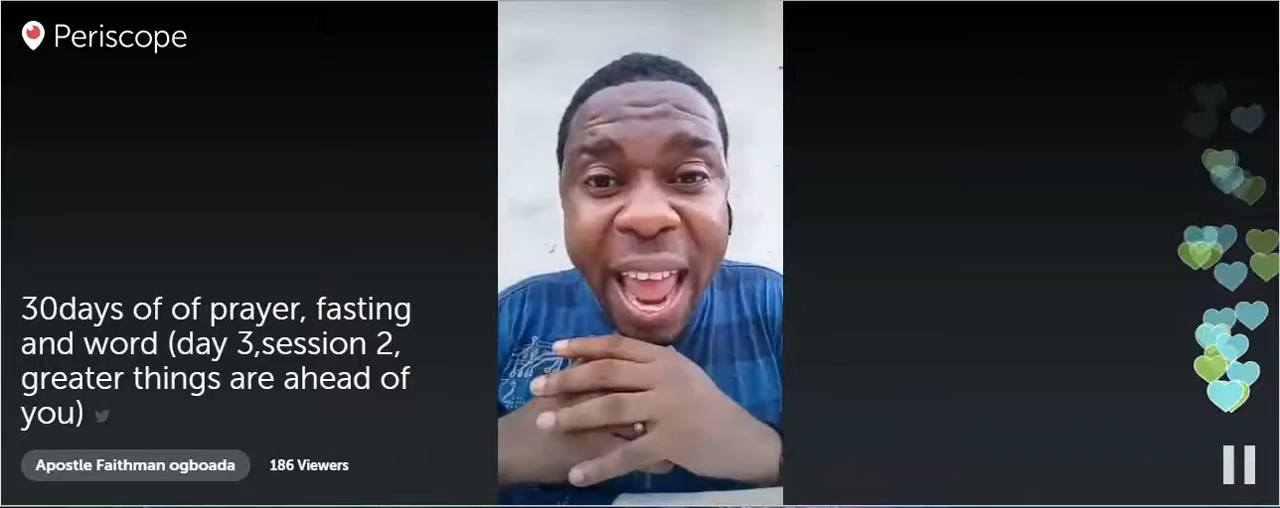 Periscope
30days of of prayer, fasting
and word (day 3,session 2,
greater things are ahead of
you)
Apostle Faithman ogboada
186 Viewers